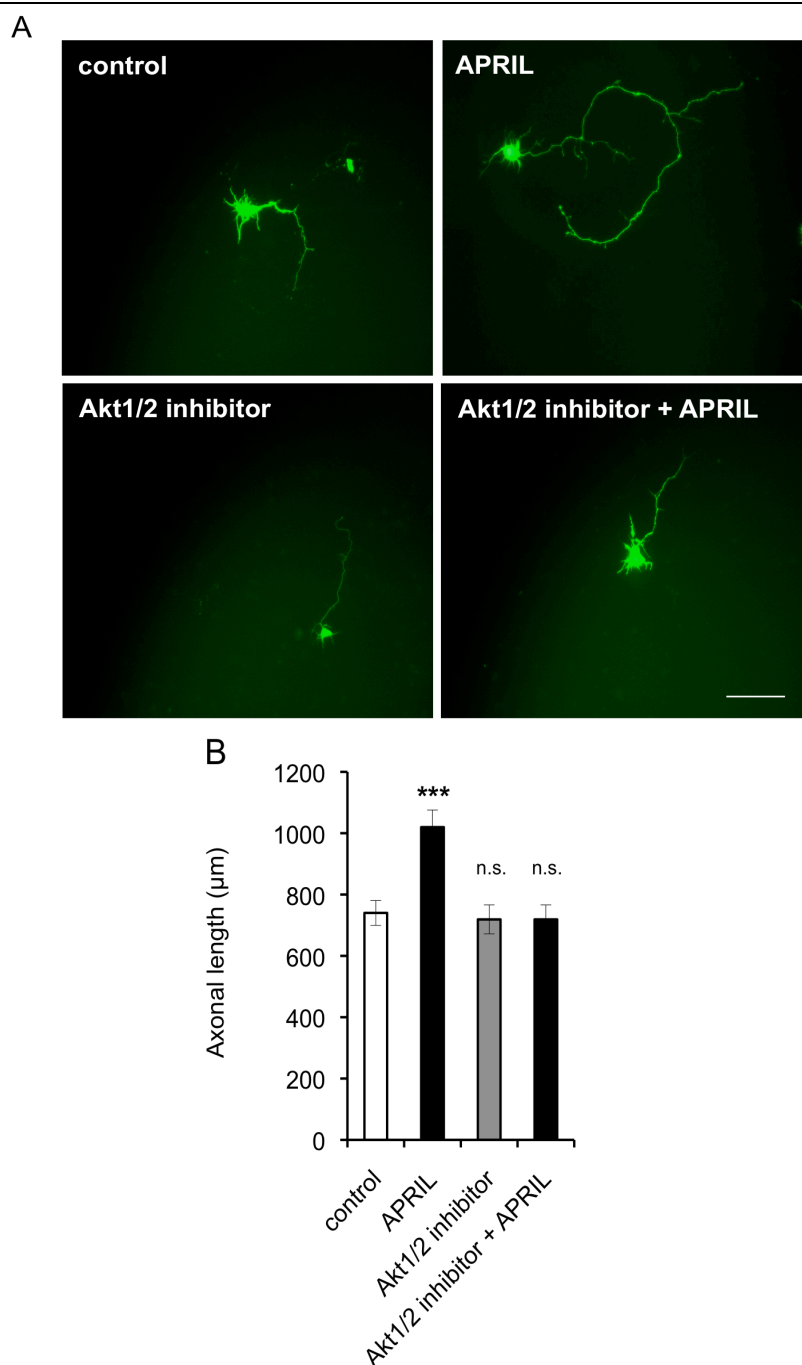 A
control
APRIL
Akt1/2 inhibitor
Akt1/2 inhibitor + APRIL
B
Axonal length (µm)
1200
1000
800
600
400
200
0
***
n.s.
n.s.
control
APRIL
Akt1/2 inhibitor
Akt1/2 inhibitor + APRIL